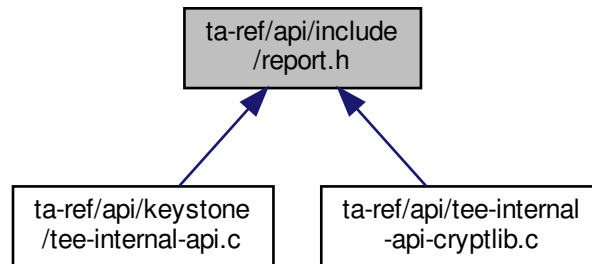 ta-ref/api/include
/report.h
ta-ref/api/keystone
/tee-internal-api.c
ta-ref/api/tee-internal
-api-cryptlib.c